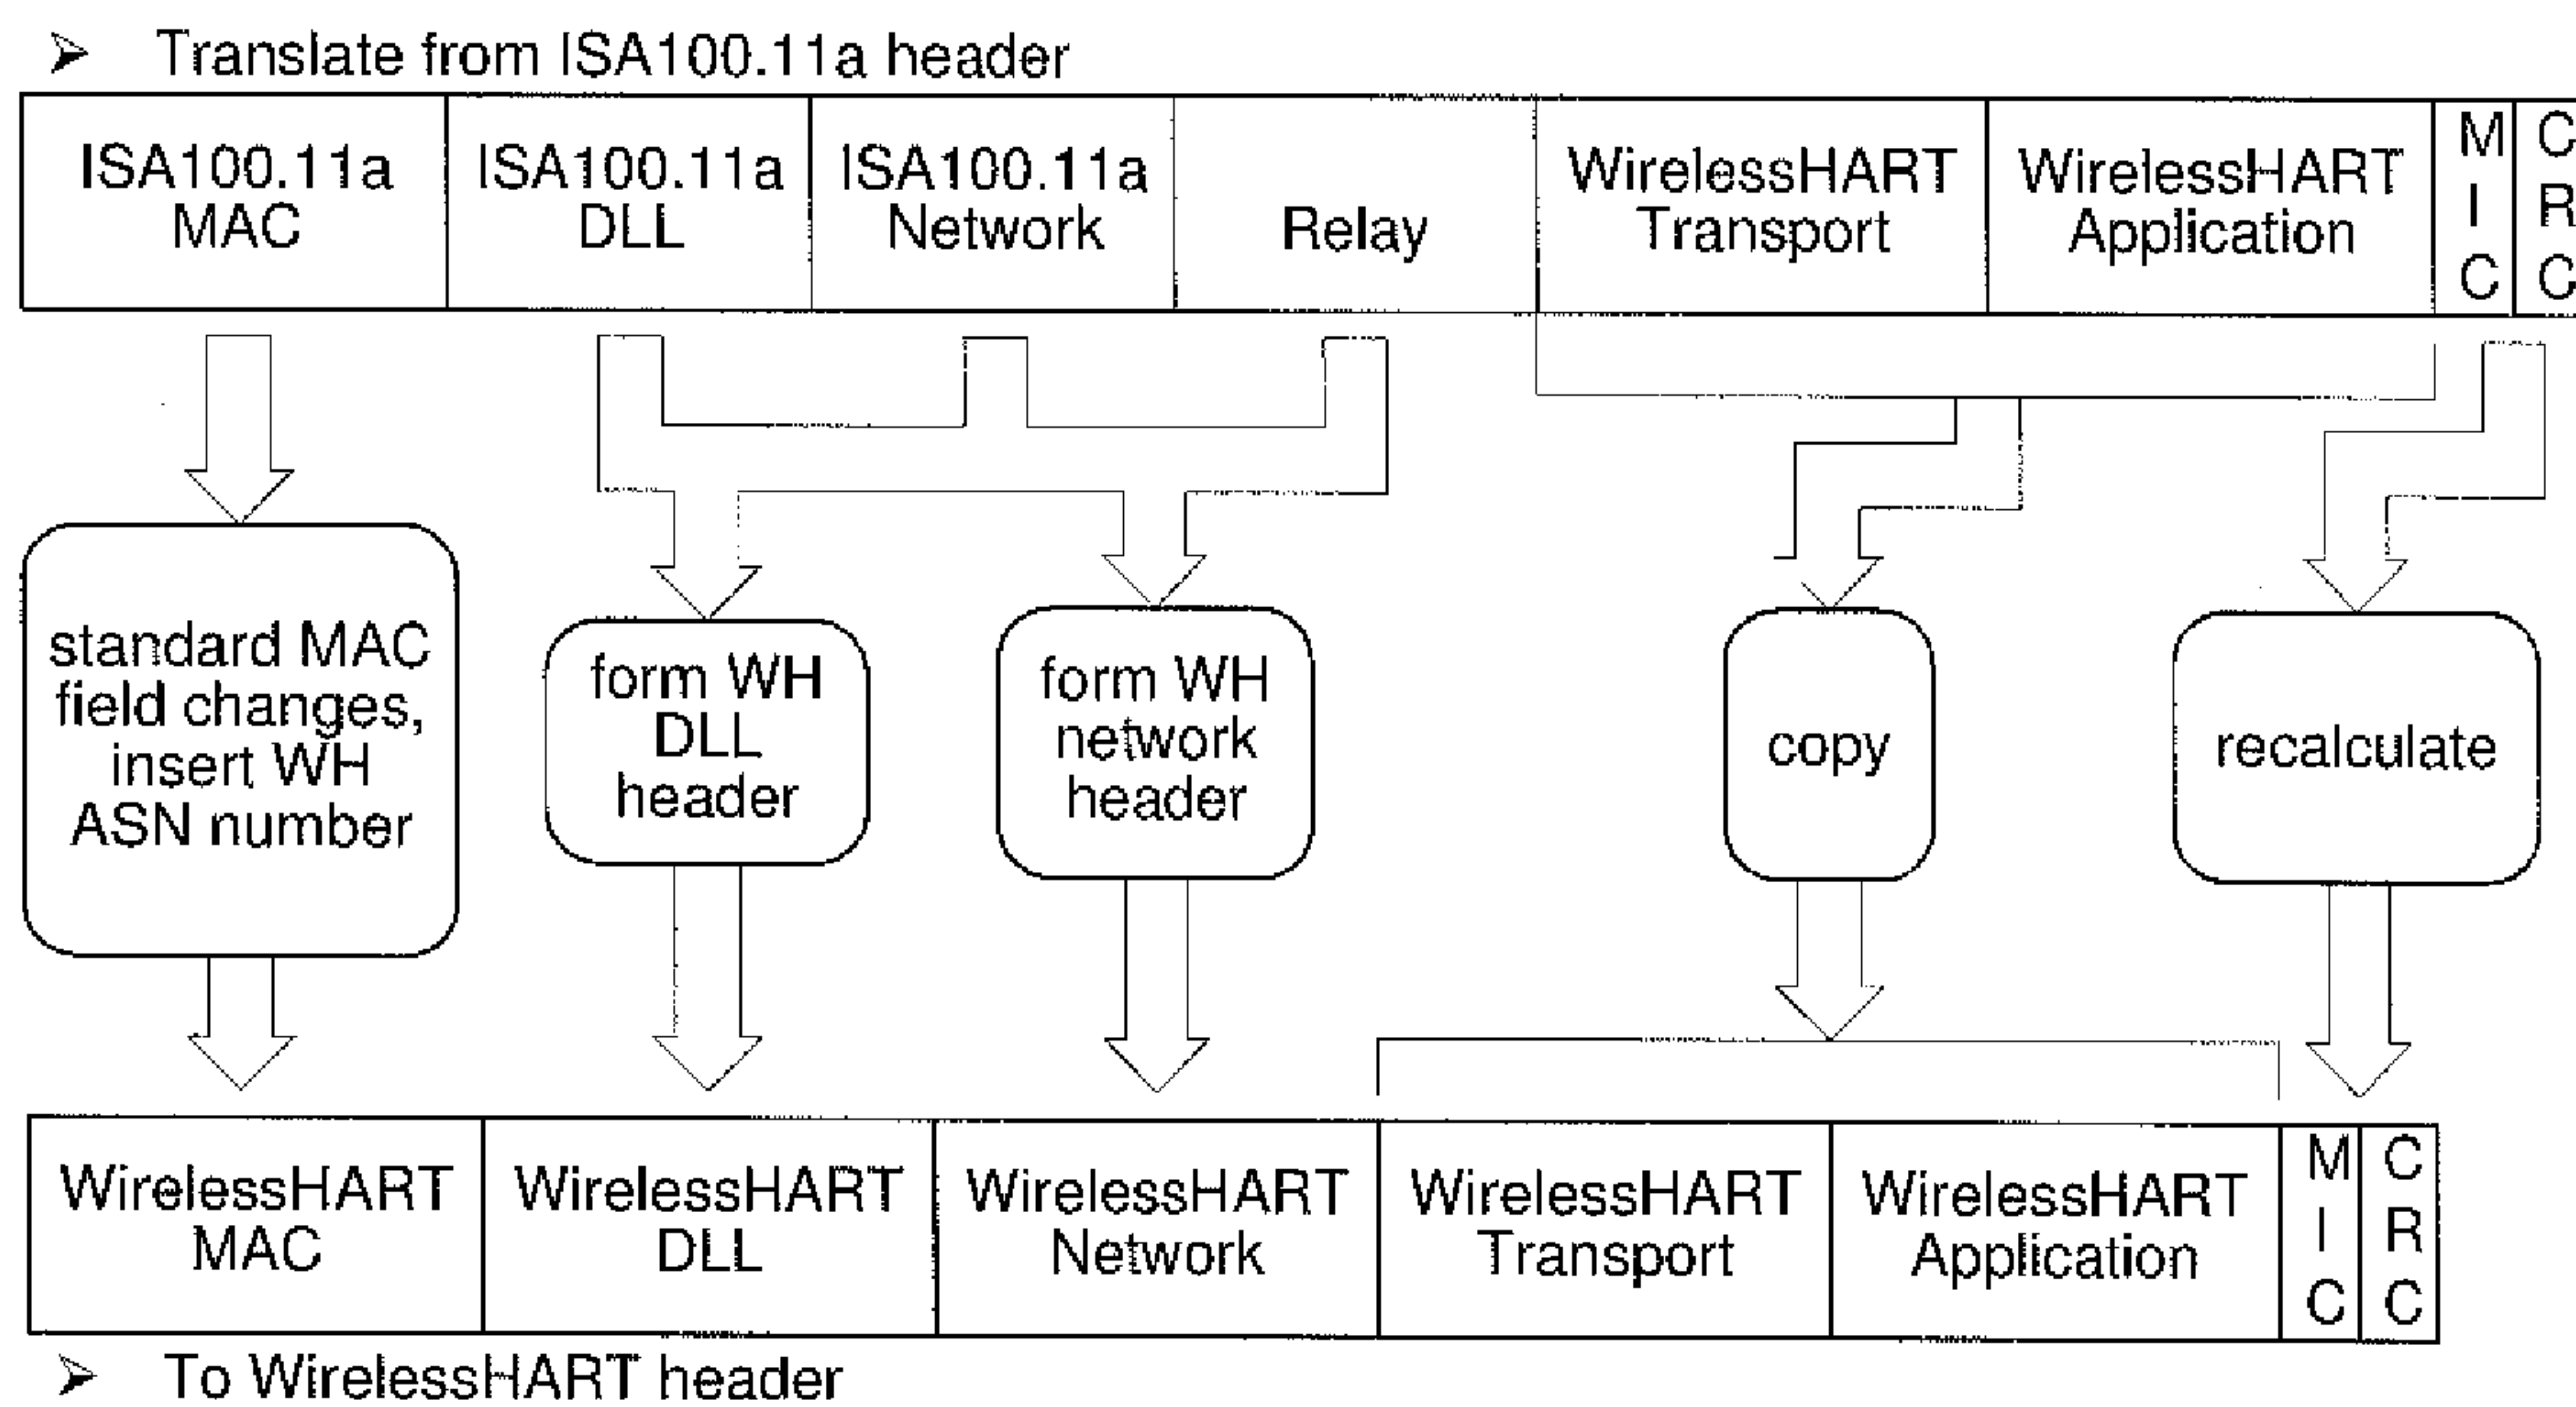 ➢ Translate from ISA100.11a header
ISA100.11a
MAC
ISA100.11a
DLL
ISA100.11a
Network
Relay
WirelessHART
Transport
WirelessHART
Application
M
I
C
C
R
C
standard MAC
field changes,
insert WH
ASN number
form WH
DLL
header
form WH
network
header
copy
recalculate
WirelessHART
MAC
WirelessHART
DLL
WirelessHART
Network
WirelessHART
Transport
WirelessHART
Application
M
I
C
C
R
C
➢ To WirelessHART header